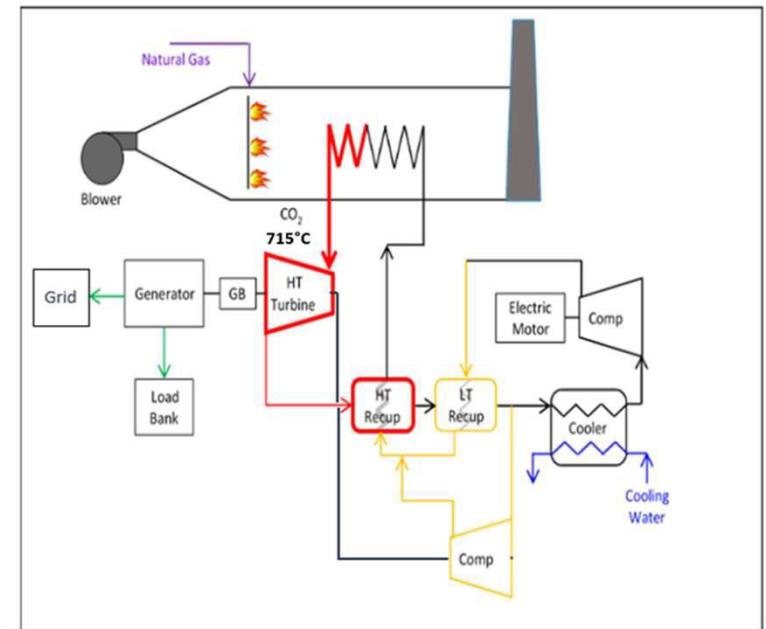 Natural Gas
Blower
CO2
715°C
HT
Turbine
Grid
Generator
GB
Load
Bank
Electric
Motor
Comp
HT
Recup
LT
Recup
Cooler
Cooling
Water
Comp